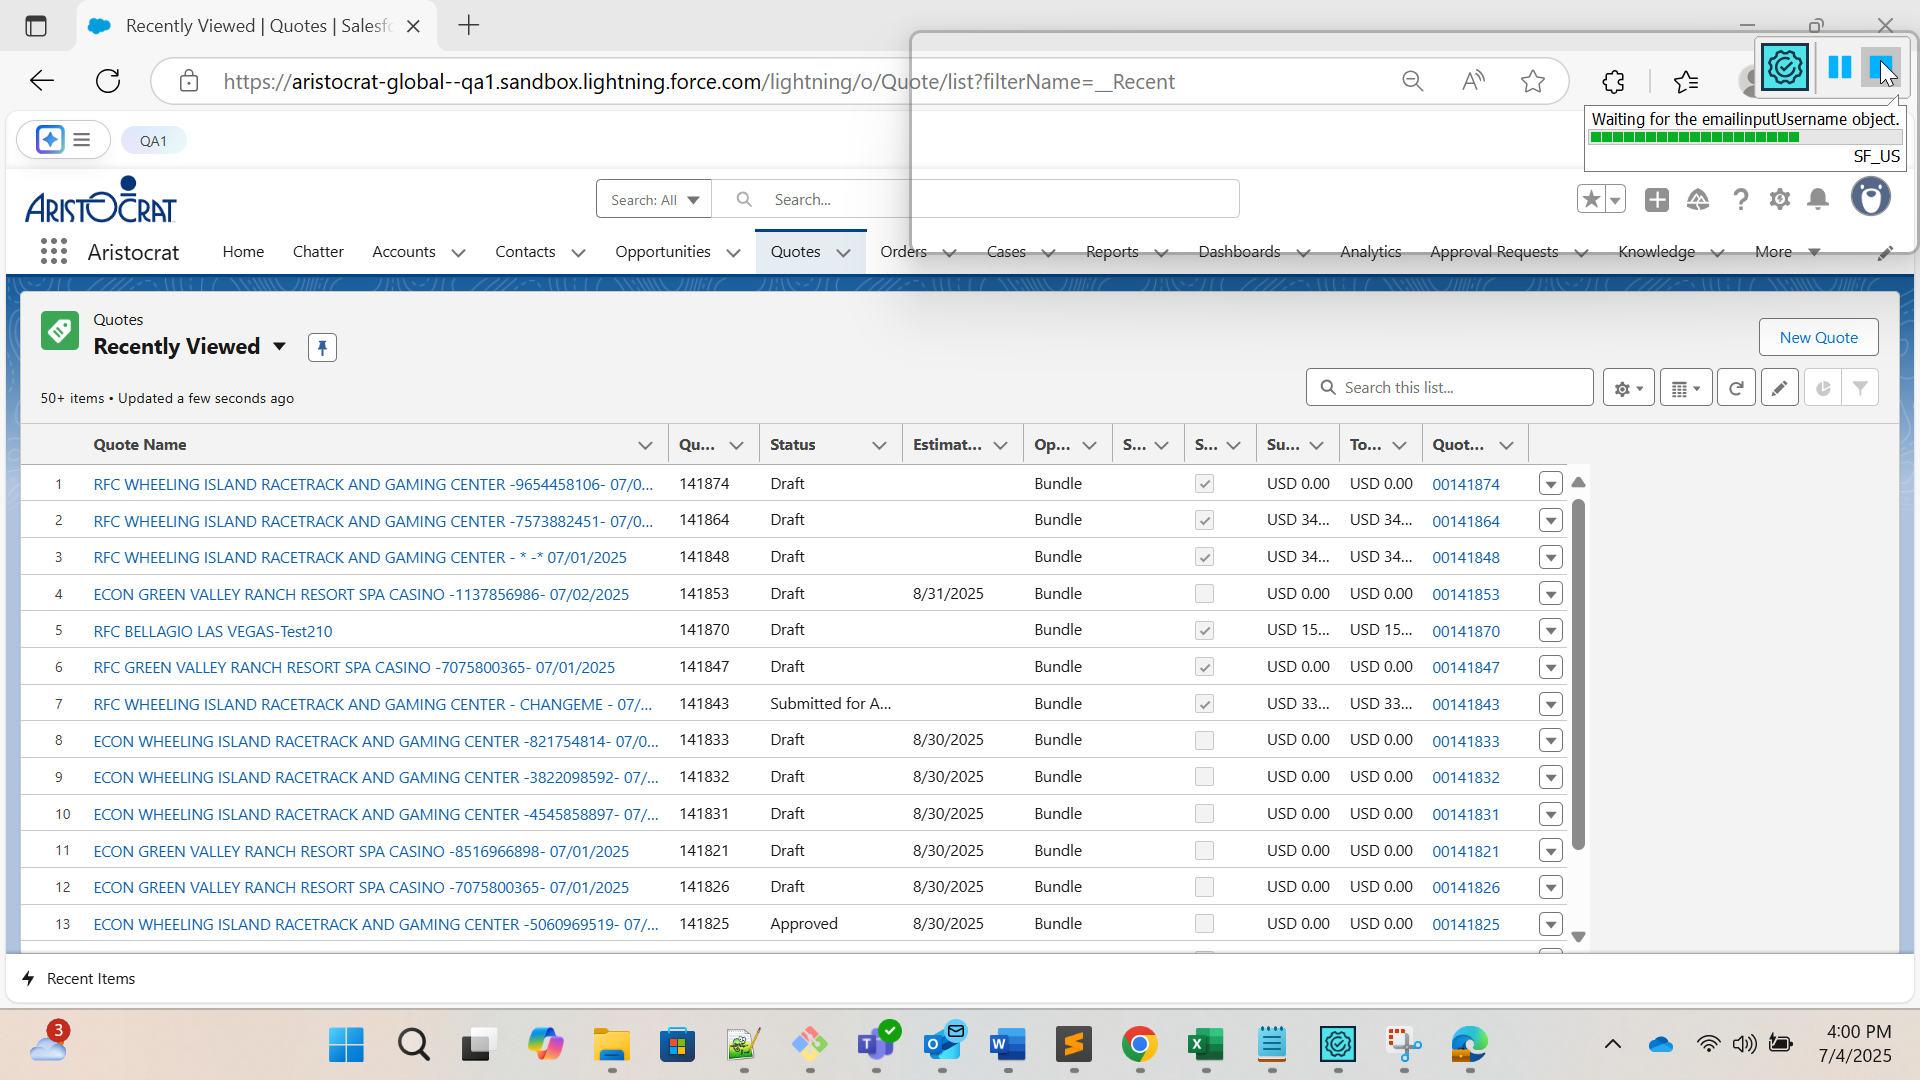 Recently Viewed | Quotes | Salesfo
https://aristocrat-global--qa1.sandbox.lightning.force.com/lightning/o/Quote/list?filterName=__Recent
Waiting for the emailinputUsername object.
SF_US
QA1
ARISTOCRAT
Search: All
Search...
Aristocrat
Home
Chatter
Accounts
Contacts
Opportunities
Quotes
Orders
Cases
Reports
Dashboards
Analytics
Approval Requests
Knowledge
More
Quotes
Recently Viewed
New Quote
50+ items • Updated a few seconds ago
Search this list...
Quote Name Qu... Status Estimat... Op... S... S... Su... To... Quot...
1 RFC WHEELING ISLAND RACETRACK AND GAMING CENTER -9654458106- 07/0... 141874 Draft Bundle USD 0.00 USD 0.00 00141874
2 RFC WHEELING ISLAND RACETRACK AND GAMING CENTER -7573882451- 07/0... 141864 Draft Bundle USD 34... USD 34... 00141864
3 RFC WHEELING ISLAND RACETRACK AND GAMING CENTER - * -* 07/01/2025 141848 Draft Bundle USD 34... USD 34... 00141848
4 ECON GREEN VALLEY RANCH RESORT SPA CASINO -1137856986- 07/02/2025 141853 Draft 8/31/2025 Bundle USD 0.00 USD 0.00 00141853
5 RFC BELLAGIO LAS VEGAS-Test210 141870 Draft Bundle USD 15... USD 15... 00141870
6 RFC GREEN VALLEY RANCH RESORT SPA CASINO -7075800365- 07/01/2025 141847 Draft Bundle USD 0.00 USD 0.00 00141847
7 RFC WHEELING ISLAND RACETRACK AND GAMING CENTER - CHANGEME - 07/... 141843 Submitted for A... Bundle USD 33... USD 33... 00141843
8 ECON WHEELING ISLAND RACETRACK AND GAMING CENTER -821754814- 07/0... 141833 Draft 8/30/2025 Bundle USD 0.00 USD 0.00 00141833
9 ECON WHEELING ISLAND RACETRACK AND GAMING CENTER -3822098592- 07/... 141832 Draft 8/30/2025 Bundle USD 0.00 USD 0.00 00141832
10 ECON WHEELING ISLAND RACETRACK AND GAMING CENTER -4545858897- 07/... 141831 Draft 8/30/2025 Bundle USD 0.00 USD 0.00 00141831
11 ECON GREEN VALLEY RANCH RESORT SPA CASINO -8516966898- 07/01/2025 141821 Draft 8/30/2025 Bundle USD 0.00 USD 0.00 00141821
12 ECON GREEN VALLEY RANCH RESORT SPA CASINO -7075800365- 07/01/2025 141826 Draft 8/30/2025 Bundle USD 0.00 USD 0.00 00141826
13 ECON WHEELING ISLAND RACETRACK AND GAMING CENTER -5060969519- 07/... 141825 Approved 8/30/2025 Bundle USD 0.00 USD 0.00 00141825
Recent Items
3
4:00 PM
7/4/2025